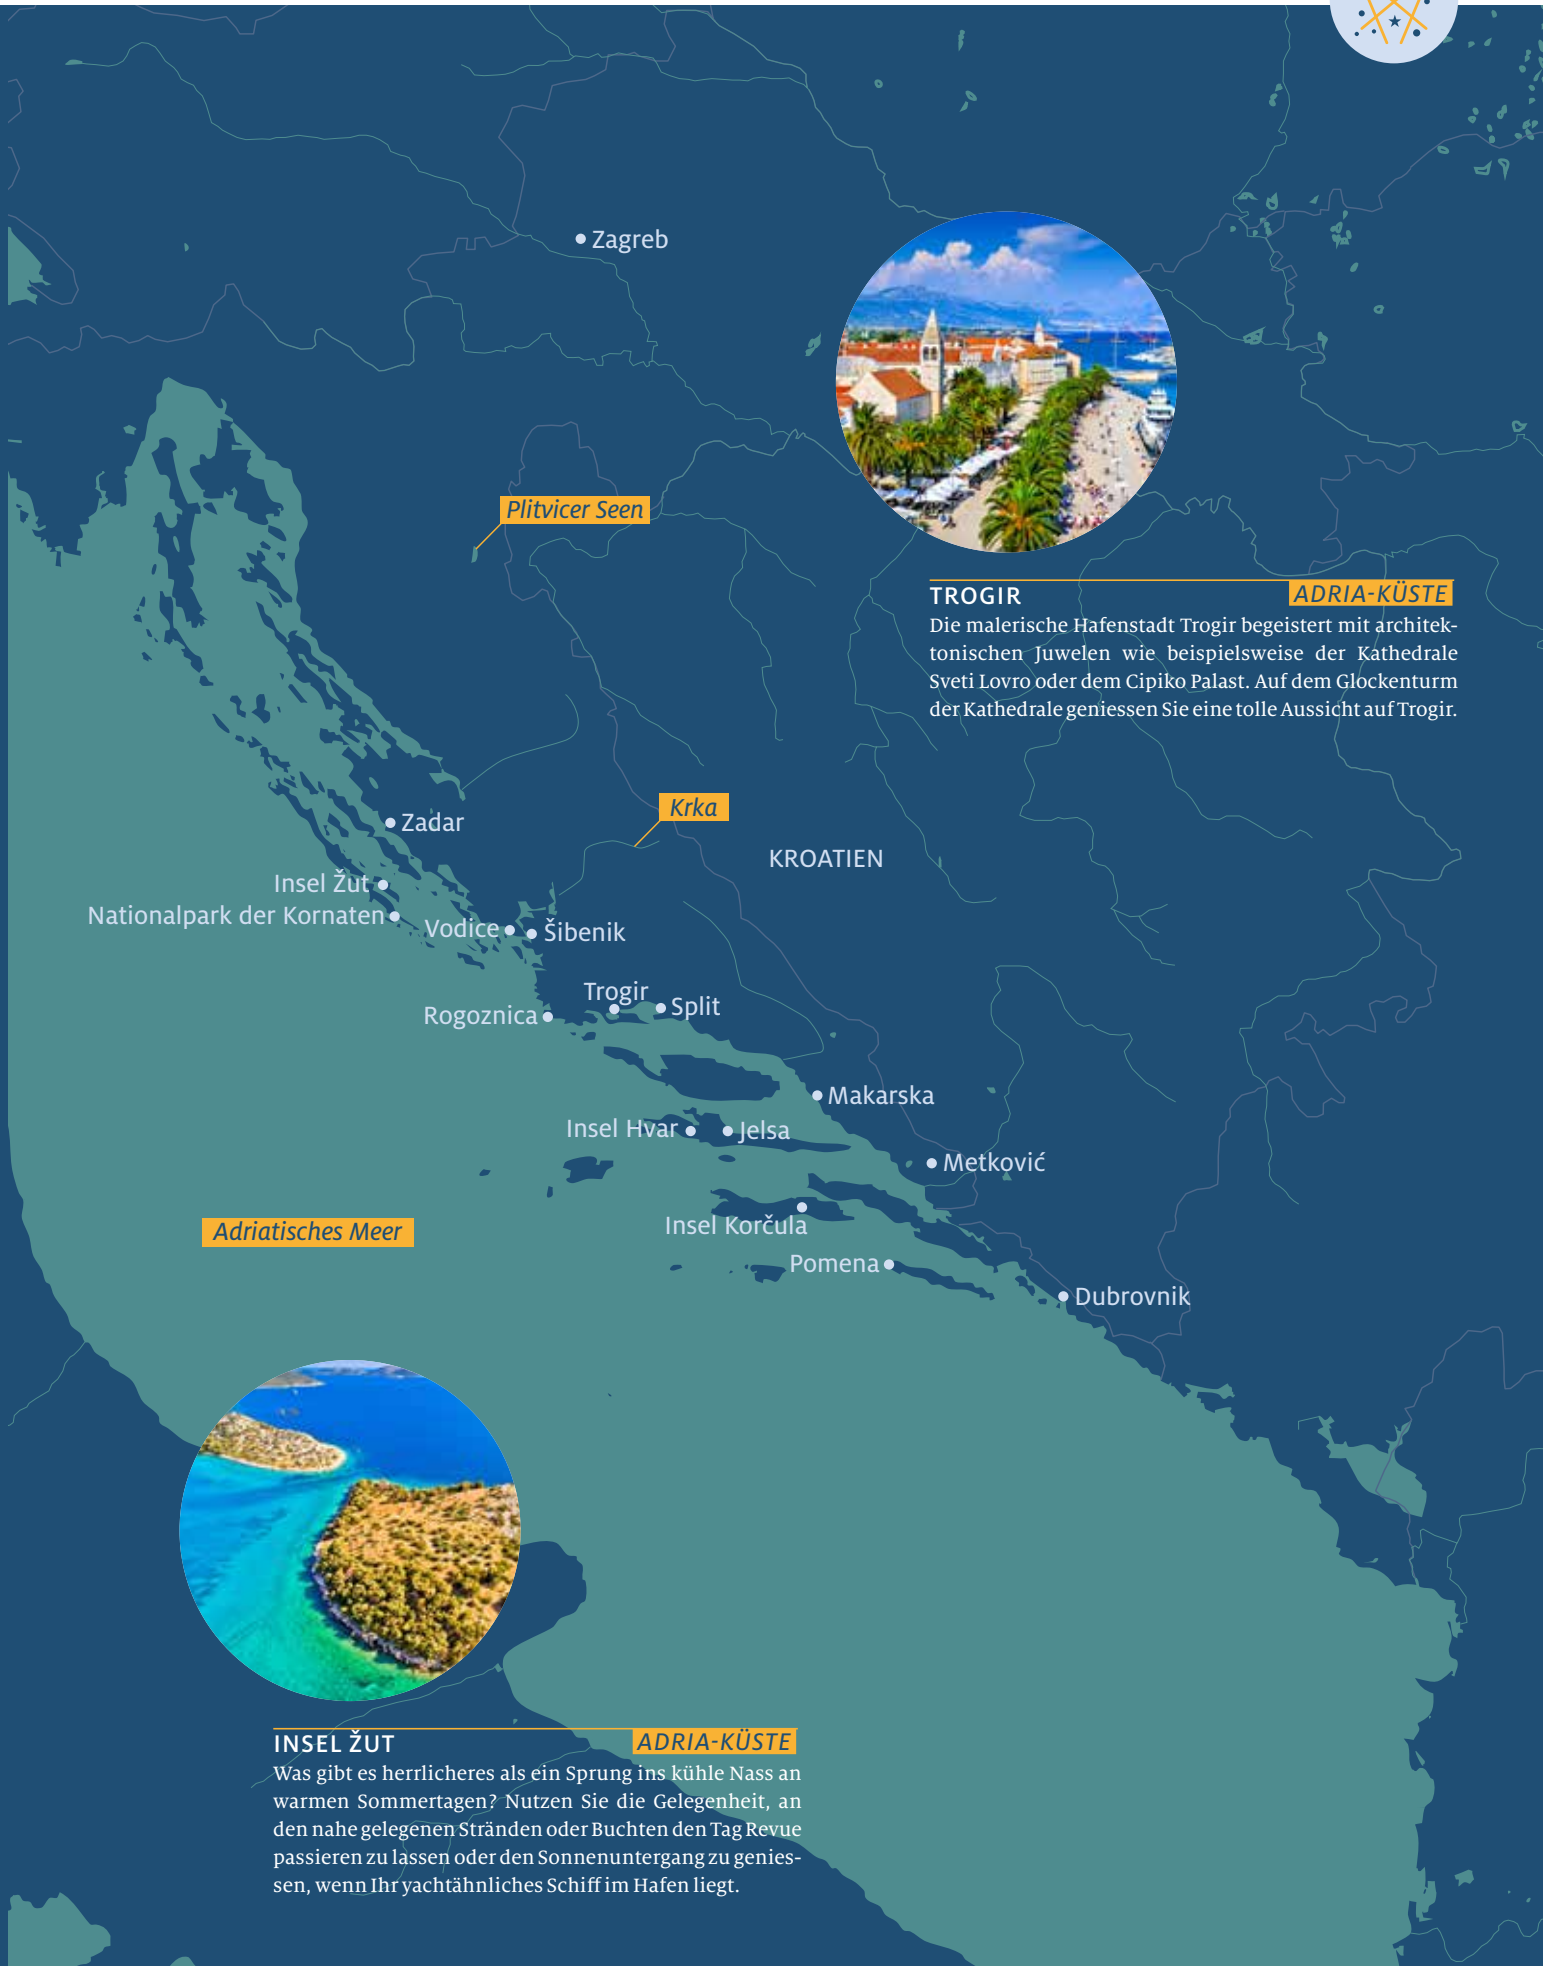 Zagreb
Plitvicer Seen
TROGIR
ADRIA-KÜSTE
Die malerische Hafenstadt Trogir begeistert mit architek-
tonischen Juwelen wie beispielsweise der Kathedrale
Sveti Lovro oder dem Cipiko Palast. Auf dem Glockenturm
der Kathedrale geniessen Sie eine tolle Aussicht auf Trogir.
Krka
Zadar
KROATIEN
Insel Žut
Nationalpark der Kornaten
Vodice
Šibenik
Trogir
Split
Rogoznica
Makarska
Insel Hvar
Jelsa
Metković
Insel Korčula
Adriatisches Meer
Pomena
Dubrovnik
INSEL ŽUT
ADRIA-KÜSTE
Was gibt es herrlicheres als ein Sprung ins kühle Nass an
warmen Sommertagen? Nutzen Sie die Gelegenheit, an
den nahe gelegenen Stränden oder Buchten den Tag Revue
passieren zu lassen oder den Sonnenuntergang zu genies-
sen, wenn Ihr yachtähnliches Schiff im Hafen liegt.